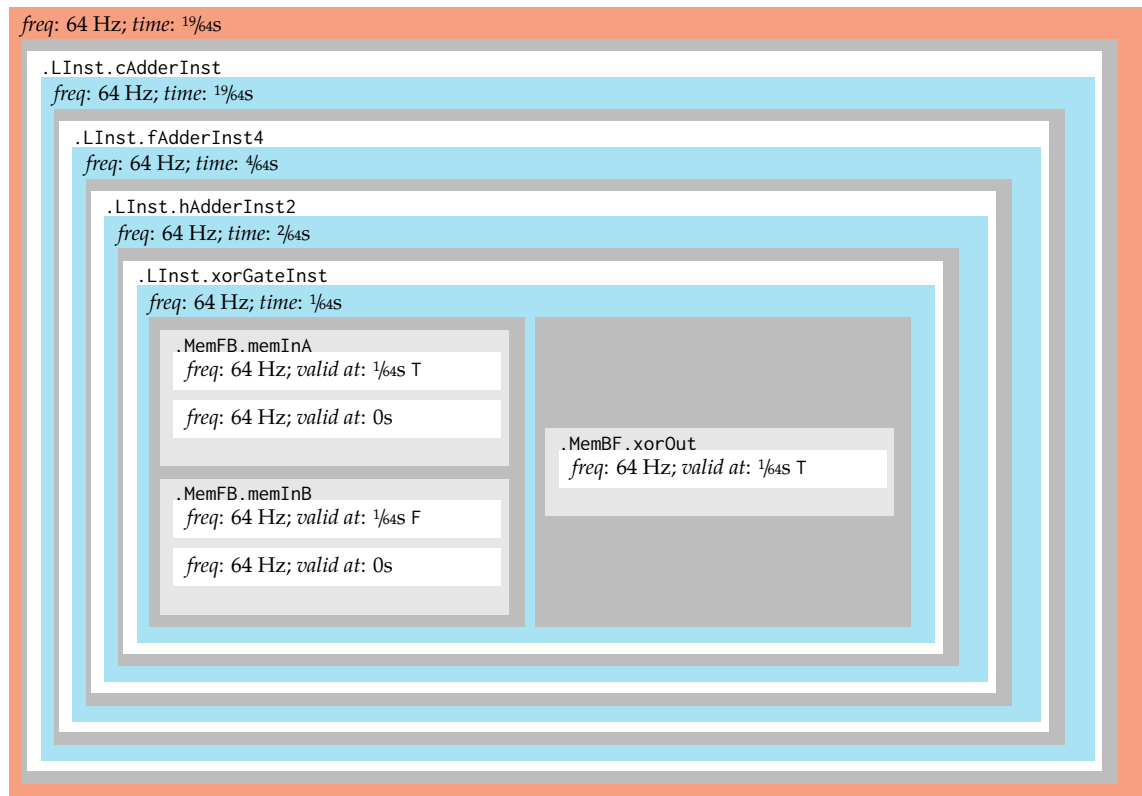 freq: 64 Hz; time: 19/64s
.LInst.cAdderInst
freq: 64 Hz; time: 19/64s
.LInst.fAdderInst4
freq: 64 Hz; time: 4/64s
.LInst.hAdderInst2
freq: 64 Hz; time: 2/64s
.LInst.xorGateInst
freq: 64 Hz; time: 1/64s
.MemFB.memInA
freq: 64 Hz; valid at: 1/64s T
freq: 64 Hz; valid at: 0s
.MemFB.memInB
freq: 64 Hz; valid at: 1/64s F
freq: 64 Hz; valid at: 0s
.MemBF.xorOut
freq: 64 Hz; valid at: 1/64s T